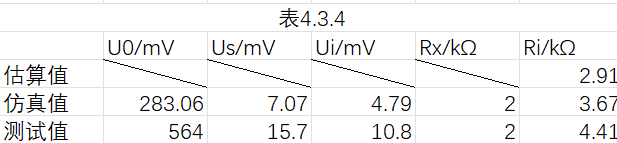 表4.3.4
U0/mV Us/mV Ui/mV Rx/kΩ Ri/kΩ
估算值 2.91
仿真值 283.06 7.07 4.79 2 3.67
测试值 564 15.7 10.8 2 4.41